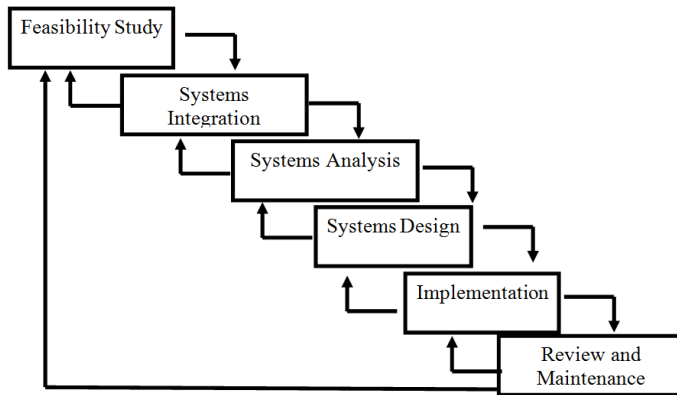 Feasibility Study
Systems
Integration
Systems Analysis
Systems Design
Implementation
Review and
Maintenance